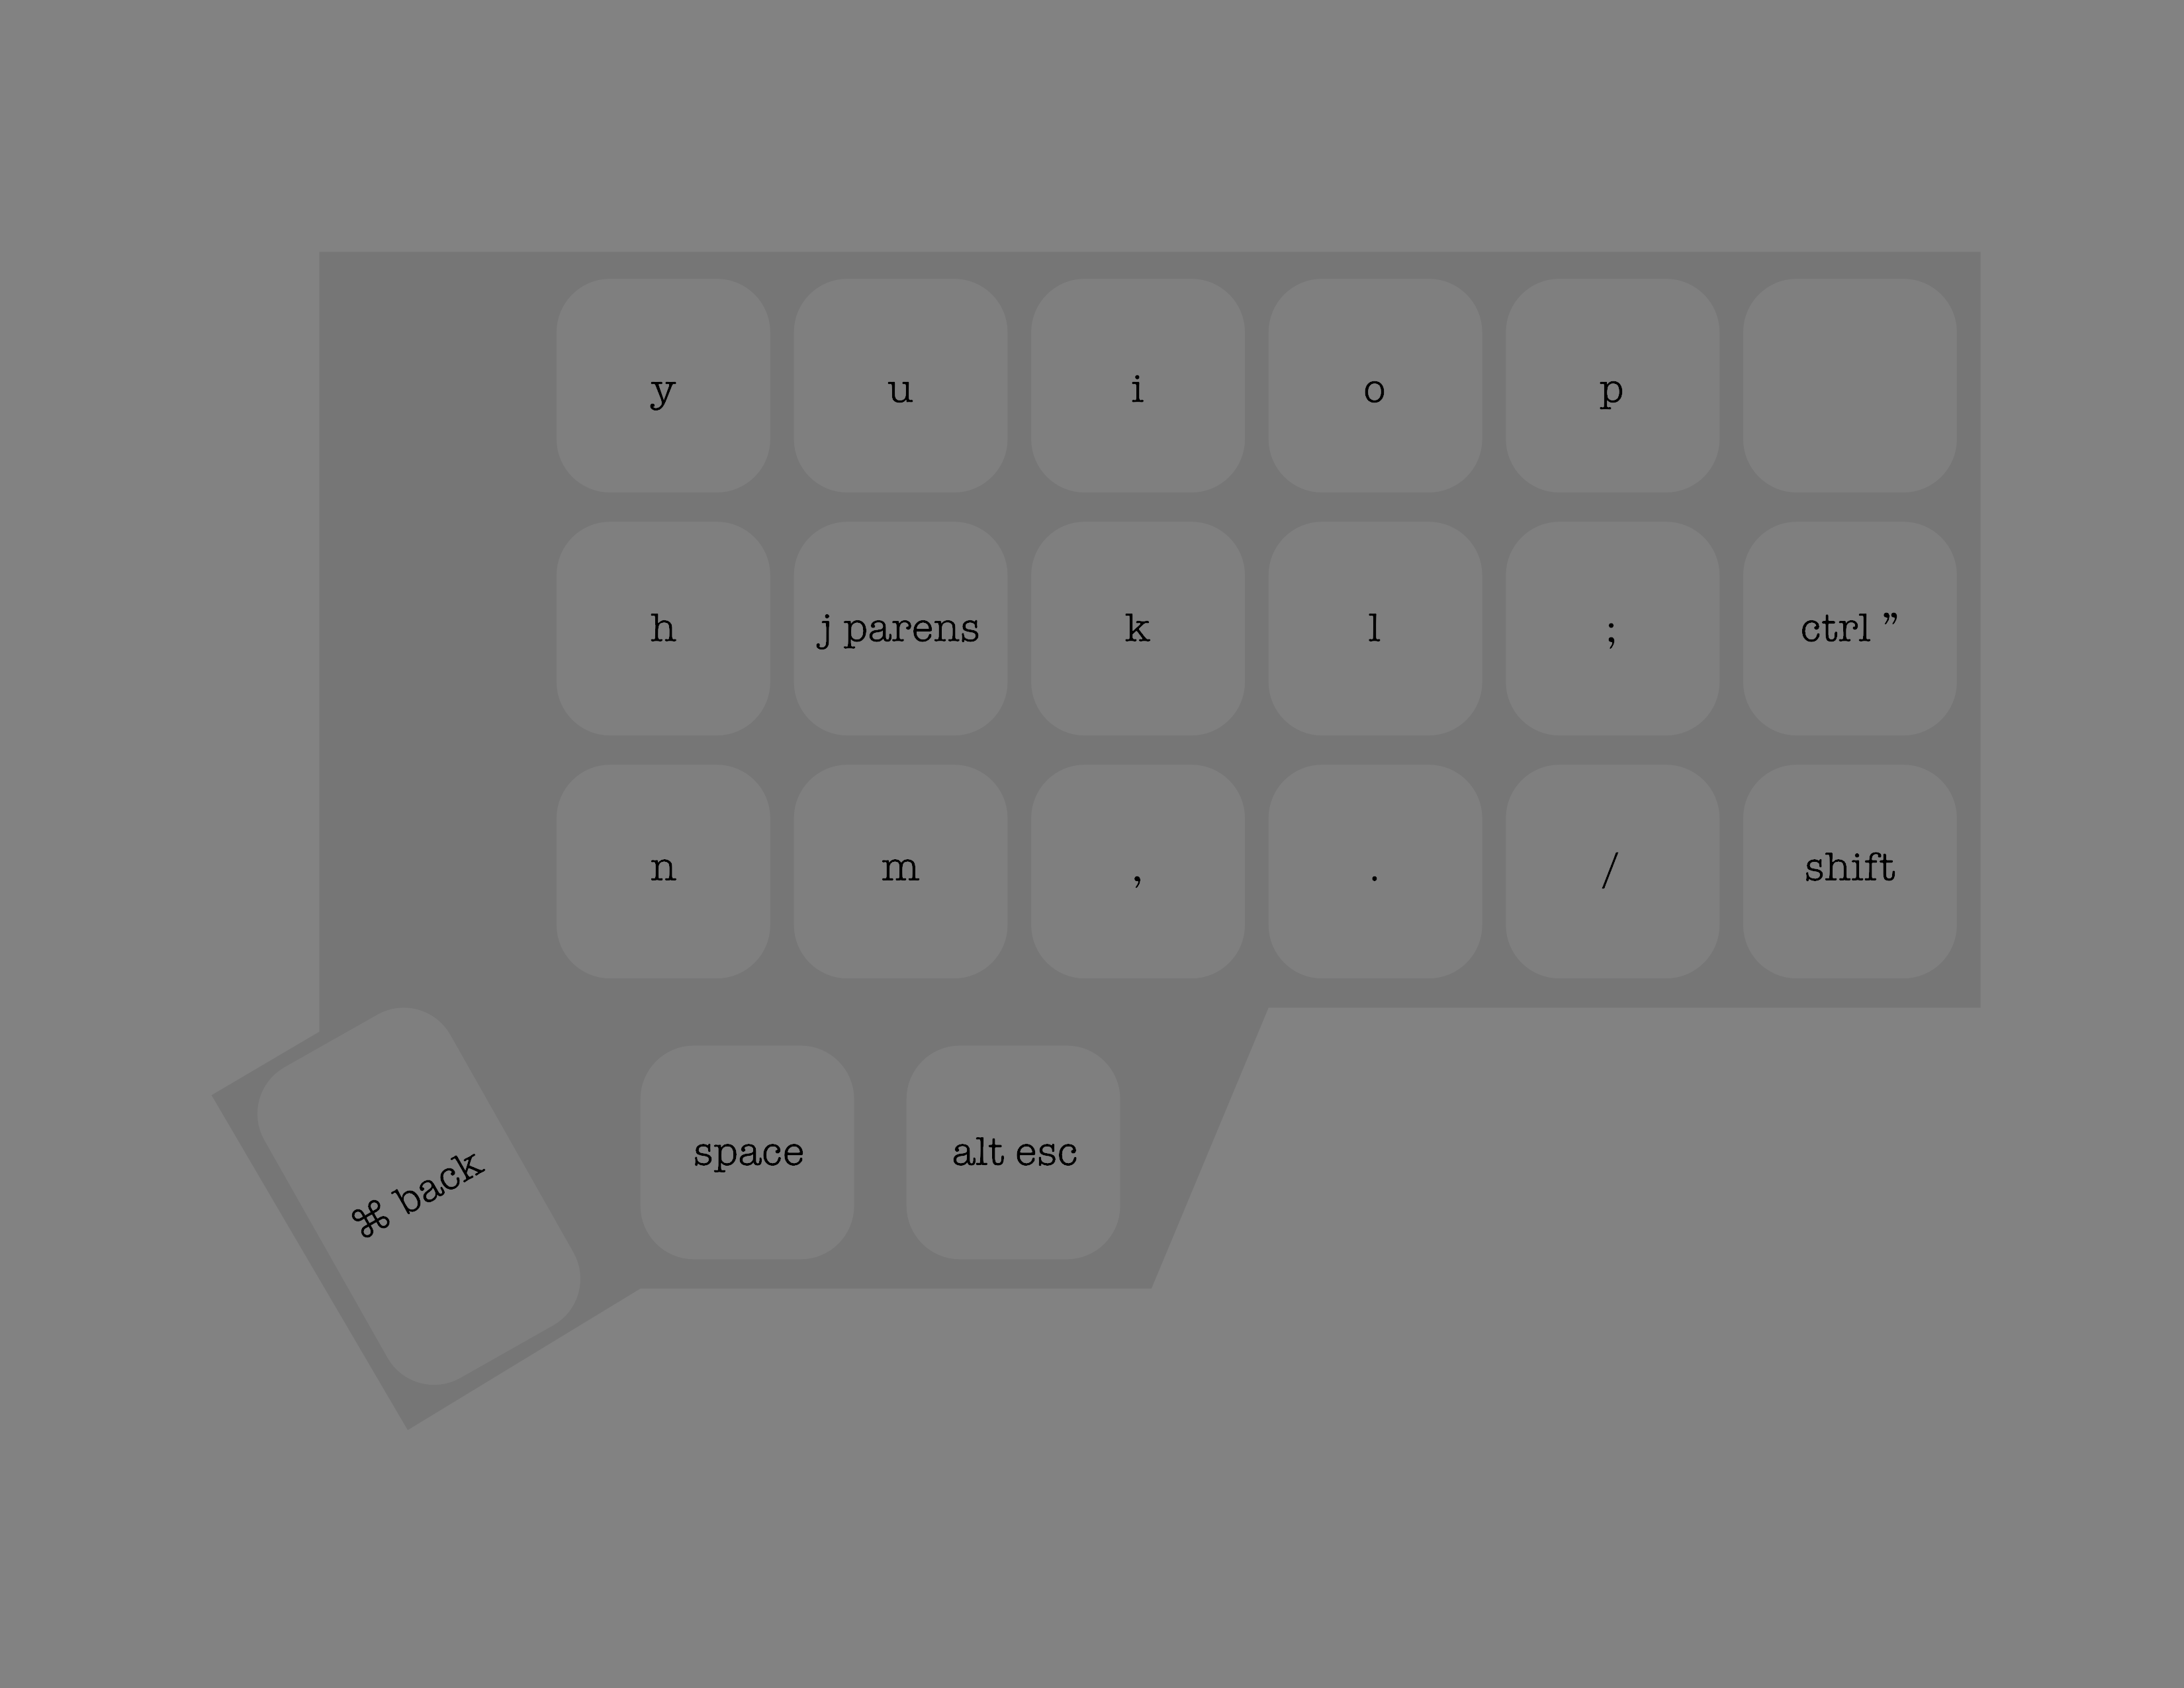 y u i o p
h j parens k l ; ctrl ”
n m , . / shift
⌘ back space alt esc